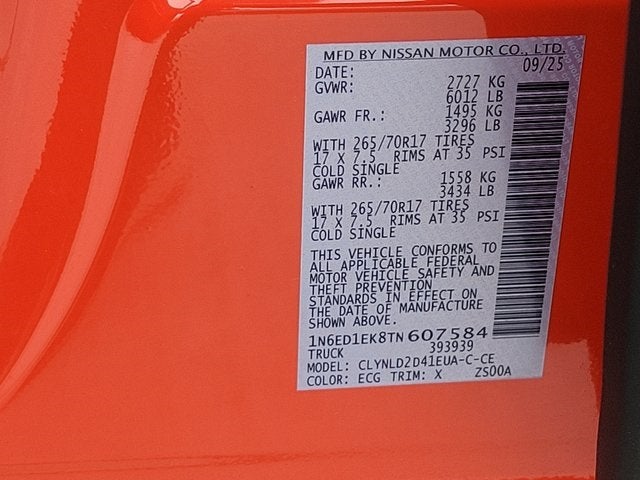 MFD BY NISSAN MOTOR CO., LTD.
DATE: 09/25
GVWR: 2727 KG
6012 LB
GAWR FR.: 1495 KG
3296 LB
WITH 265/70R17 TIRES
17 X 7.5 RIMS AT 35 PSI
COLD SINGLE
GAWR RR.: 1558 KG
3434 LB
WITH 265/70R17 TIRES
17 X 7.5 RIMS AT 35 PSI
COLD SINGLE
THIS VEHICLE CONFORMS TO
ALL APPLICABLE FEDERAL
MOTOR VEHICLE SAFETY AND
THEFT PREVENTION
STANDARDS IN EFFECT ON
THE DATE OF MANUFACTURE
SHOWN ABOVE.
1N6ED1EK8TN607584
TRUCK 393939
MODEL: CLYNLD2D41EUA-C-CE
COLOR: ECG TRIM: X ZS00A